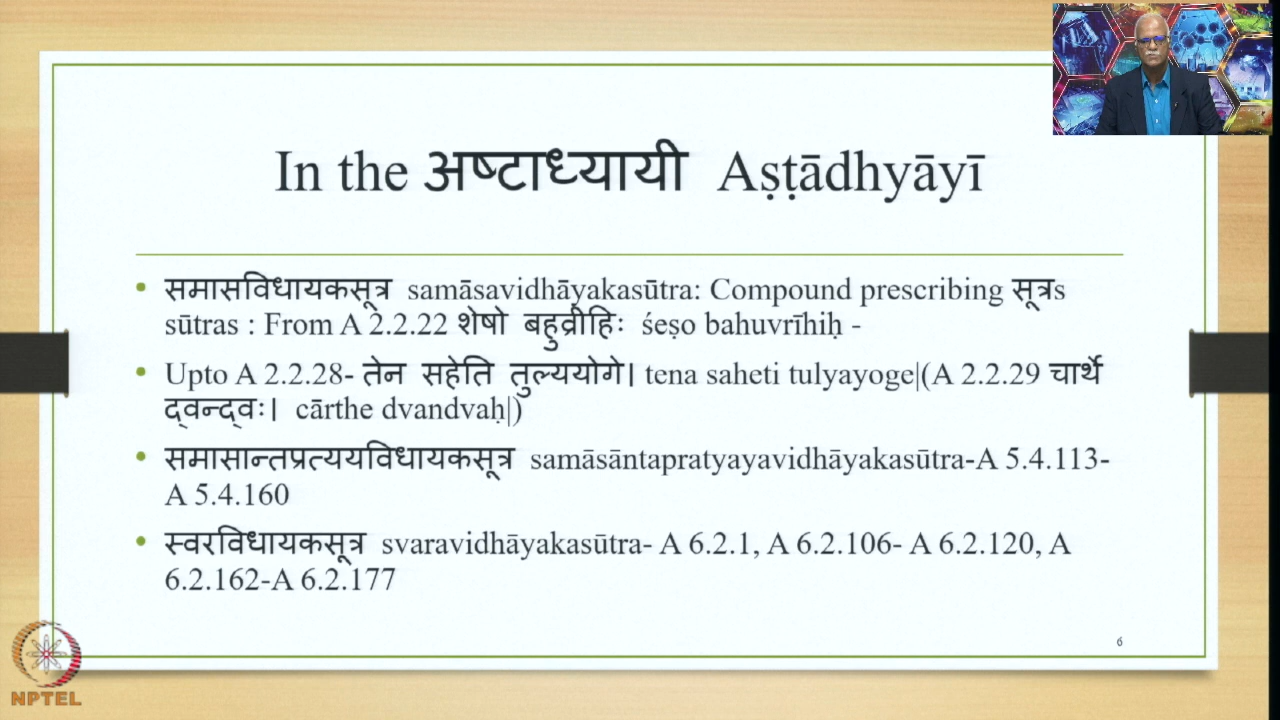 In the अष्टाध्यायी Aṣṭādhyāyī
• समासविधायकसूत्र samāsavidhāyakasūtra: Compound prescribing सूत्रs
sūtras : From A 2.2.22 शेषो बहुव्रीहिः śeṣo bahuvrīhiḥ -
• Upto A 2.2.28- तेन सहेति तुल्ययोगे। tena saheti tulyayoge|(A 2.2.29 चार्थे
द्वन्द्वः। cārthe dvandvaḥ|)
• समासान्तप्रत्ययविधायकसूत्र samāsāntapratyayavidhāyakasūtra-A 5.4.113-
A 5.4.160
• स्वरविधायकसूत्र svaravidhāyakasūtra- A 6.2.1, A 6.2.106- A 6.2.120, A
6.2.162-A 6.2.177
6
NPTEL